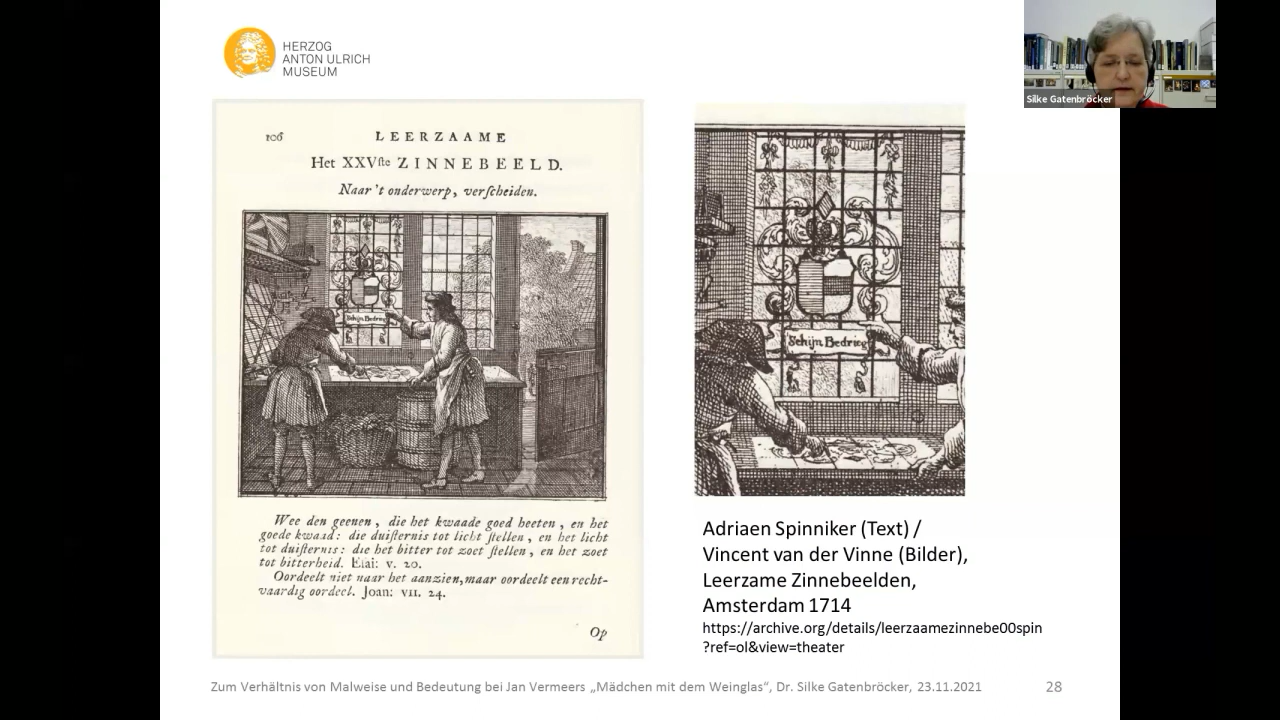 HERZOG
ANTON ULRICH
MUSEUM
Silke Gatenbröcker
106
LEERZAAME
Het XXVſte ZINNEBEELD.
Naar 't onderwerp, verſcheiden.
Schijn Bedrieg
Wee den geenen, die het kwaade goed heeten, en het
goede kwaad: die duiſternis tot licht ſtellen, en het licht
tot duiſternis: die het bitter tot zoet ſtellen, en het zoet
tot bitterheid. Eſai: v. 20.
Oordeelt niet naar het aanzien, maar oordeelt een recht-
vaardig oordeel. Joan: VII, 24.
Op
Schijn Bedrieg
Adriaen Spinniker (Text) /
Vincent van der Vinne (Bilder),
Leerzame Zinnebeelden,
Amsterdam 1714
https://archive.org/details/leerzaamezinnebe00spin
?ref=ol&view=theater
Zum Verhältnis von Malweise und Bedeutung bei Jan Vermeers „Mädchen mit dem Weinglas“, Dr. Silke Gatenbröcker, 23.11.2021
28